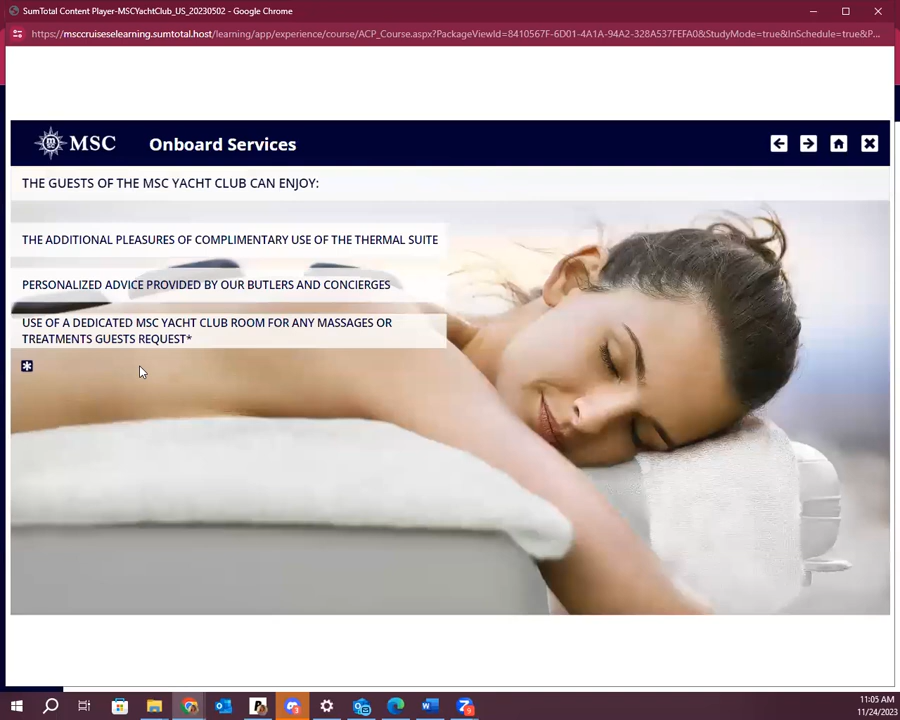 SumTotal Content Player-MSCYachtClub_US_20230502 - Google Chrome
https://msccruiseselearning.sumtotal.host/learning/app/experience/course/ACP_Course.aspx?PackageViewId=8410567F-6D01-4A1A-94A2-328A537FEFA0&StudyMode=true&InSchedule=true&P...
MSC
Onboard Services
THE GUESTS OF THE MSC YACHT CLUB CAN ENJOY:
THE ADDITIONAL PLEASURES OF COMPLIMENTARY USE OF THE THERMAL SUITE
PERSONALIZED ADVICE PROVIDED BY OUR BUTLERS AND CONCIERGES
USE OF A DEDICATED MSC YACHT CLUB ROOM FOR ANY MASSAGES OR
TREATMENTS GUESTS REQUEST*
*
11:05 AM
11/24/2023